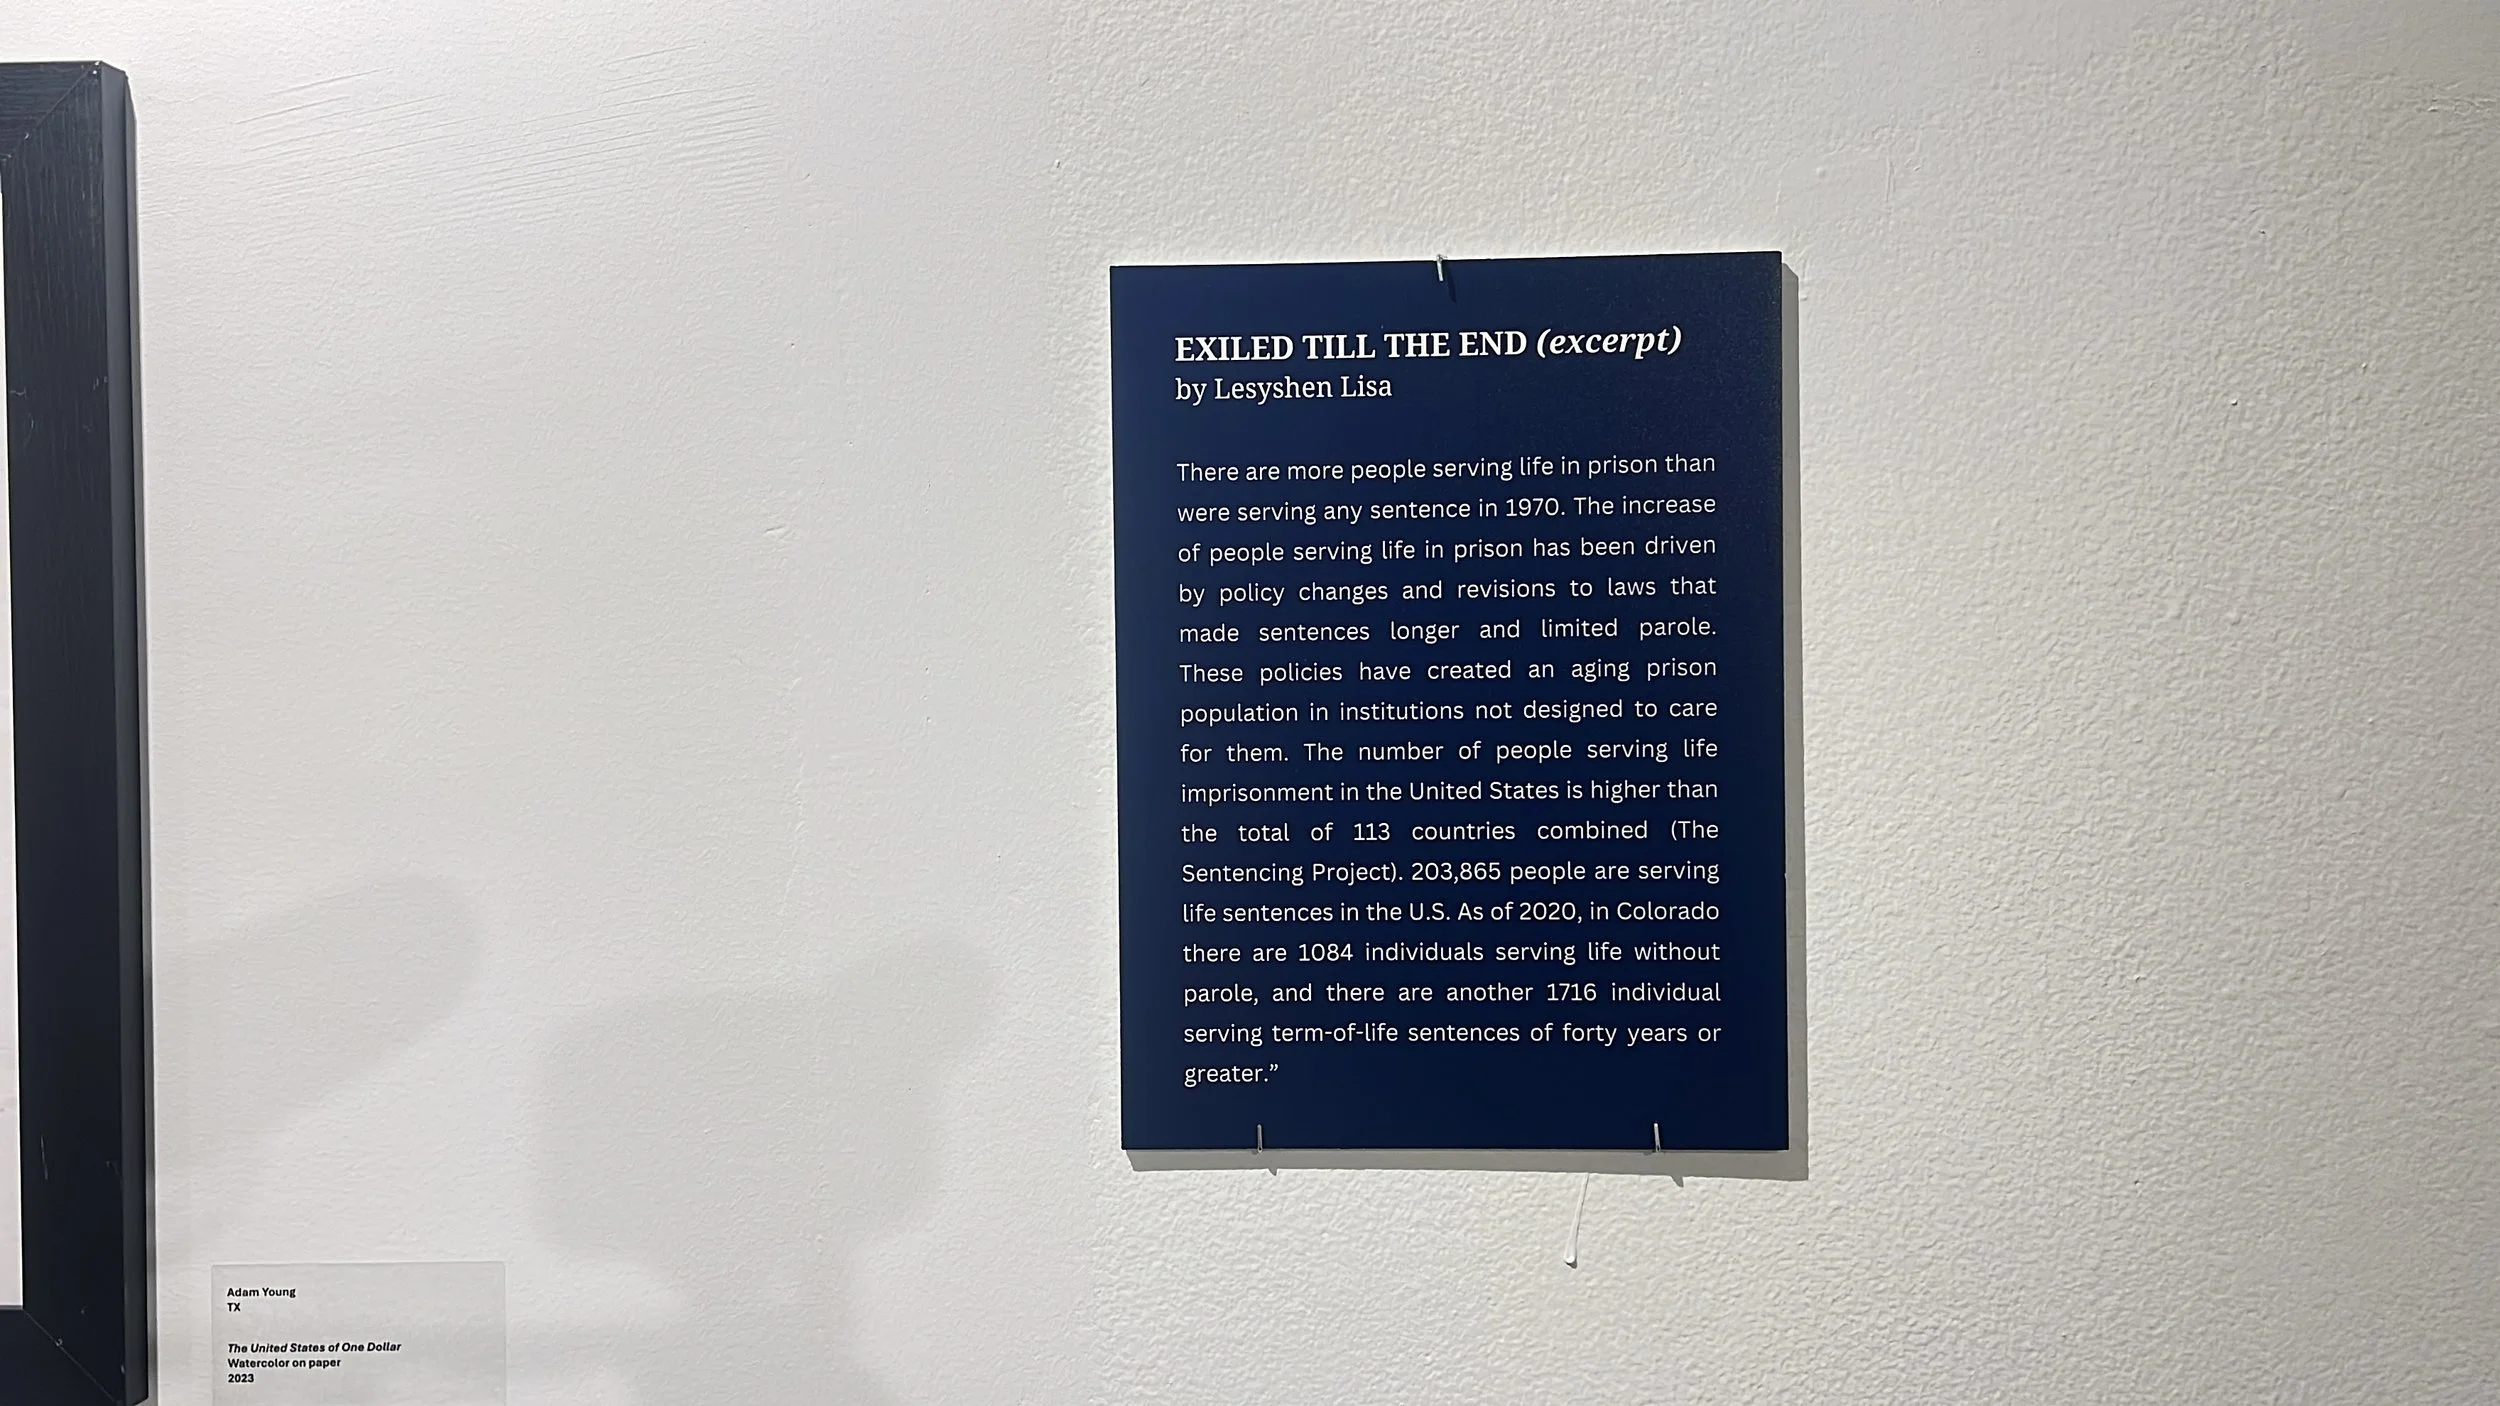 EXILED TILL THE END (excerpt)
by Lesyshen Lisa
There are more people serving life in prison than
were serving any sentence in 1970. The increase
of people serving life in prison has been driven
by policy changes and revisions to laws that
made sentences longer and limited parole.
These policies have created an aging prison
population in institutions not designed to care
for them. The number of people serving life
imprisonment in the United States is higher than
the total of 113 countries combined (The
Sentencing Project). 203,865 people are serving
life sentences in the U.S. As of 2020, in Colorado
there are 1084 individuals serving life without
parole, and there are another 1716 individual
serving term-of-life sentences of forty years or
greater.”
Adam Young
TX
The United States of One Dollar
Watercolor on paper
2023